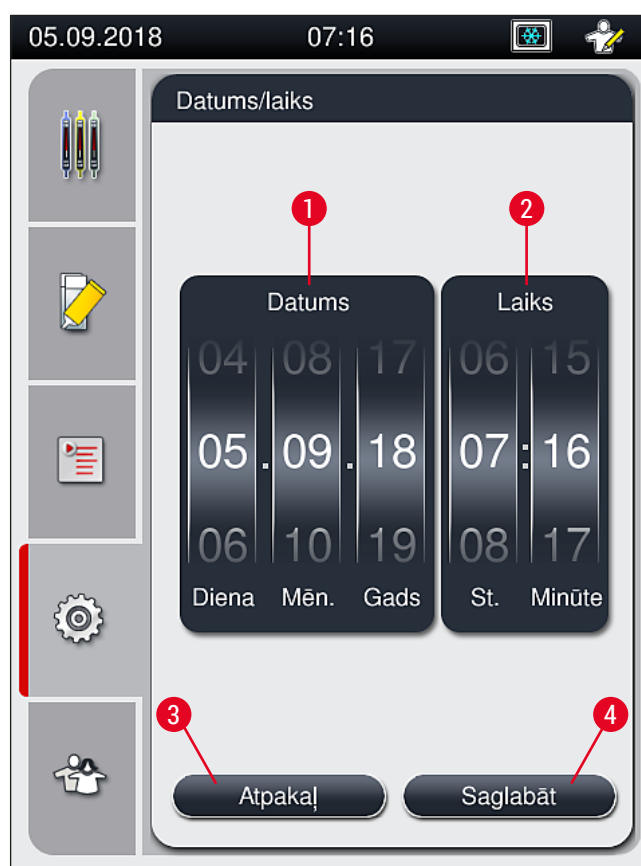 05.09.2018 07:16
Datums/laiks
1 2
Datums Laiks
04 08 17 06 15
05 . 09 . 18 07 : 16
06 10 19 08 17
Diena Mēn. Gads St. Minūte
3 4
Atpakaļ Saglabāt